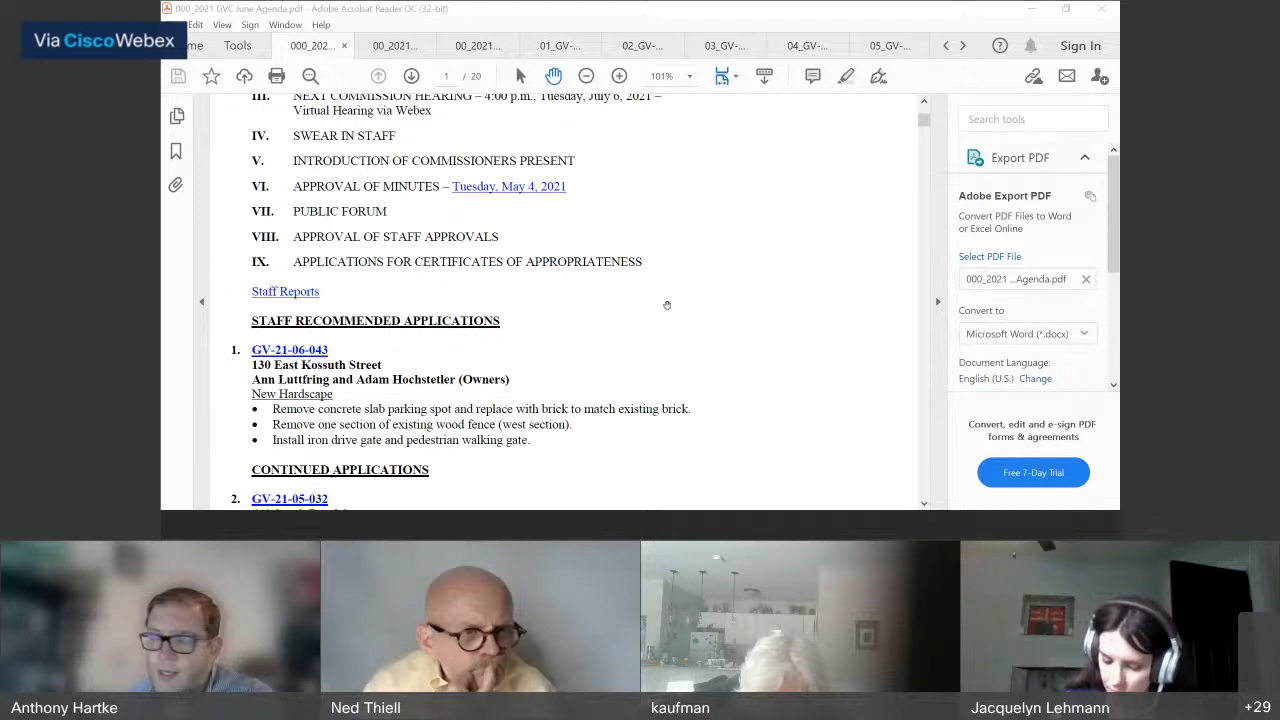 000_2021 GVC June Agenda.pdf - Adobe Acrobat Reader DC (32-bit)
Edit View Sign Window Help
Via Cisco Webex
me Tools 000_202... × 00_2021... 00_2021... 01_GV-... 02_GV-... 03_GV-... 04_GV-... 05_GV-... Sign In
1 / 20 101%
III. NEXT COMMISSION HEARING – 4:00 p.m., Tuesday, July 6, 2021 –
Virtual Hearing via Webex
IV. SWEAR IN STAFF
V. INTRODUCTION OF COMMISSIONERS PRESENT
VI. APPROVAL OF MINUTES – Tuesday, May 4, 2021
VII. PUBLIC FORUM
VIII. APPROVAL OF STAFF APPROVALS
IX. APPLICATIONS FOR CERTIFICATES OF APPROPRIATENESS
Staff Reports
STAFF RECOMMENDED APPLICATIONS
1. GV-21-06-043
130 East Kossuth Street
Ann Luttfring and Adam Hochstetler (Owners)
New Hardscape
• Remove concrete slab parking spot and replace with brick to match existing brick.
• Remove one section of existing wood fence (west section).
• Install iron drive gate and pedestrian walking gate.
CONTINUED APPLICATIONS
2. GV-21-05-032
Search tools
Export PDF
Adobe Export PDF
Convert PDF Files to Word
or Excel Online
Select PDF File
000_2021 ...Agenda.pdf ×
Convert to
Microsoft Word (*.docx)
Document Language:
English (U.S.) Change
Convert, edit and e-sign PDF
forms & agreements
Free 7-Day Trial
Anthony Hartke
Ned Thiell
kaufman
Jacquelyn Lehmann
+29